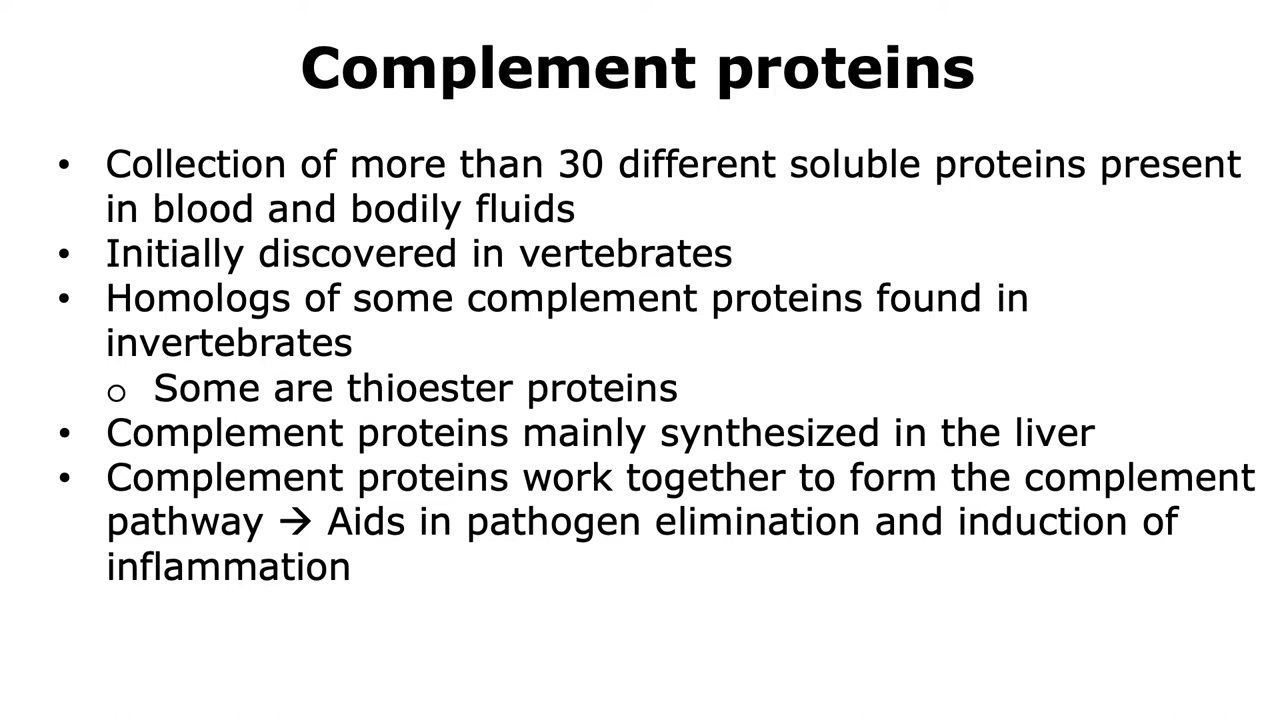 Complement proteins
• Collection of more than 30 different soluble proteins present
in blood and bodily fluids
• Initially discovered in vertebrates
• Homologs of some complement proteins found in
invertebrates
o Some are thioester proteins
• Complement proteins mainly synthesized in the liver
• Complement proteins work together to form the complement
pathway → Aids in pathogen elimination and induction of
inflammation